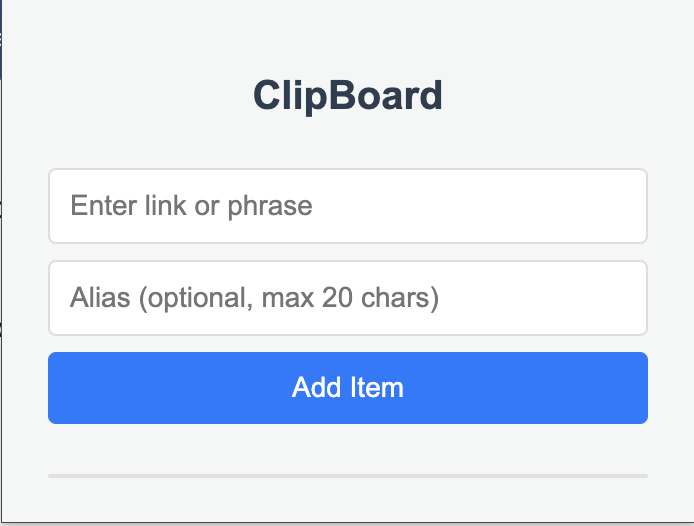 ClipBoard
Enter link or phrase
Alias (optional, max 20 chars)
Add Item